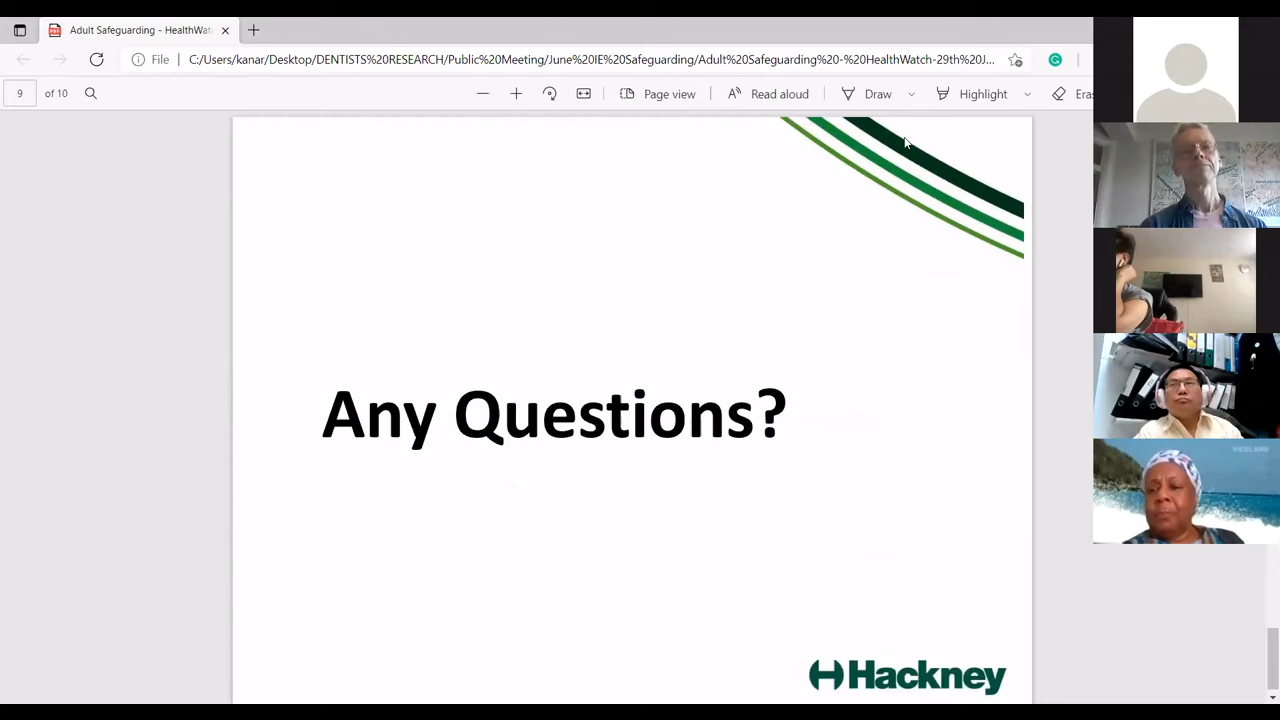 Adult Safeguarding - HealthWat
File
C:/Users/kanar/Desktop/DENTISTS%20RESEARCH/Public%20Meeting/June%20IE%20Safeguarding/Adult%20Safeguarding%20-%20HealthWatch-29th%20J...
9 of 10
Page view
Read aloud
Draw
Highlight
Eras
Any Questions?
Hackney
VICELAND